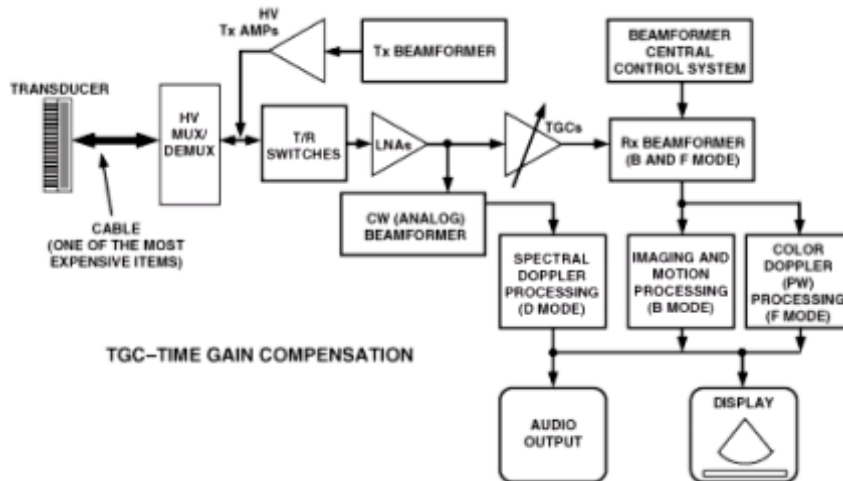 HV
Tx AMPs
Tx BEAMFORMER
BEAMFORMER
CENTRAL
CONTROL SYSTEM
TRANSDUCER
HV
MUX/
DEMUX
T/R
SWITCHES
LNAs
TGCs
Rx BEAMFORMER
(B AND F MODE)
CABLE
(ONE OF THE MOST
EXPENSIVE ITEMS)
CW (ANALOG)
BEAMFORMER
SPECTRAL
DOPPLER
PROCESSING
(D MODE)
IMAGING AND
MOTION
PROCESSING
(B MODE)
COLOR
DOPPLER
(PW)
PROCESSING
(F MODE)
TGC–TIME GAIN COMPENSATION
AUDIO
OUTPUT
DISPLAY